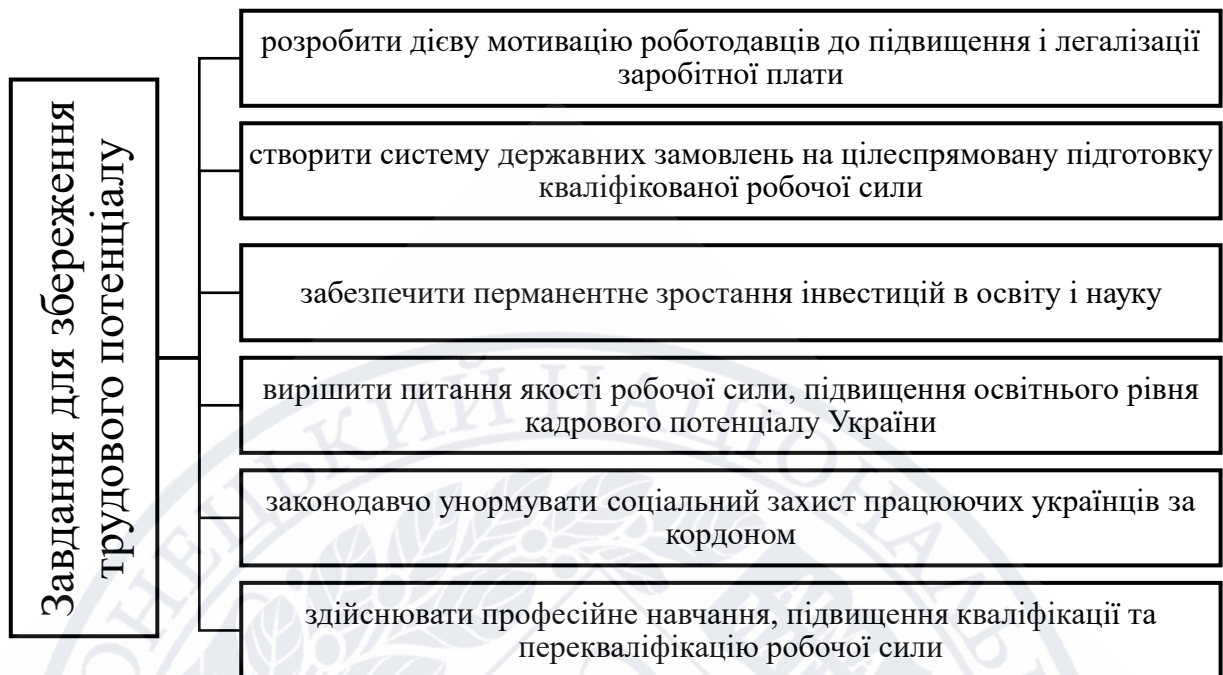 Завдання для збереження
трудового потенціалу
розробити дієву мотивацію роботодавців до підвищення і легалізації
заробітної плати
створити систему державних замовлень на цілеспрямовану підготовку
кваліфікованої робочої сили
забезпечити перманентне зростання інвестицій в освіту і науку
вирішити питання якості робочої сили, підвищення освітнього рівня
кадрового потенціалу України
законодавчо унормувати соціальний захист працюючих українців за
кордоном
здійснювати професійне навчання, підвищення кваліфікації та
перекваліфікацію робочої сили